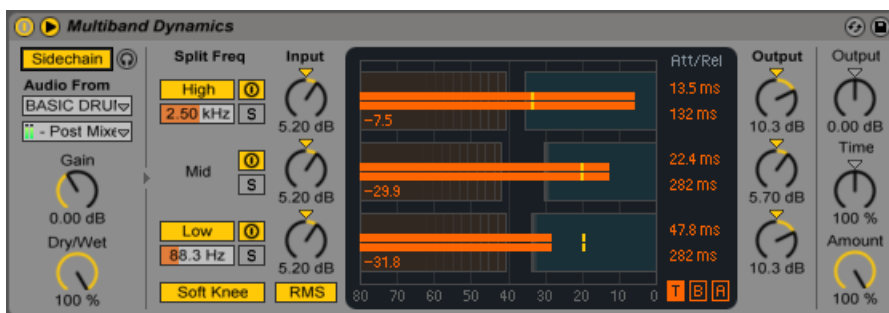 Multiband Dynamics
Sidechain
Audio From
BASIC DRUM
- Post Mixe
Gain
0.00 dB
Dry/Wet
100 %
Split Freq
High
2.50 kHz
S
Mid
S
Low
88.3 Hz
S
Soft Knee
Input
5.20 dB
5.20 dB
5.20 dB
RMS
-7.5
-29.9
-31.8
80 70 60 50 40 30 20 10 0
Att/Rel
13.5 ms
132 ms
22.4 ms
282 ms
47.8 ms
282 ms
T B A
Output
10.3 dB
5.70 dB
10.3 dB
Output
0.00 dB
Time
100 %
Amount
100 %